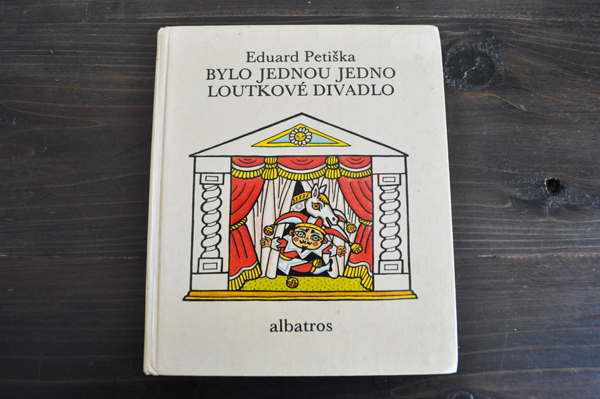 Eduard Petiška
BYLO JEDNOU JEDNO
LOUTKOVÉ DIVADLO
albatros